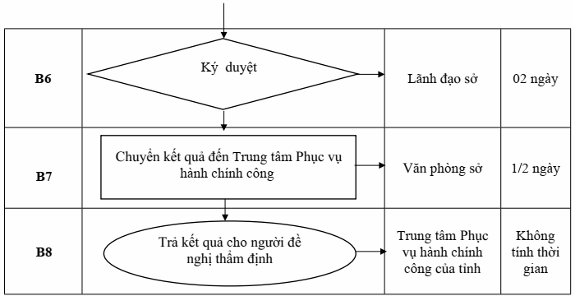 B6
Ký duyệt
Lãnh đạo sở
02 ngày
B7
Chuyển kết quả đến Trung tâm Phục vụ
hành chính công
Văn phòng sở
1/2 ngày
B8
Trả kết quả cho người đề
nghị thẩm định
Trung tâm Phục
vụ hành chính
công của tỉnh
Không
tính thời
gian